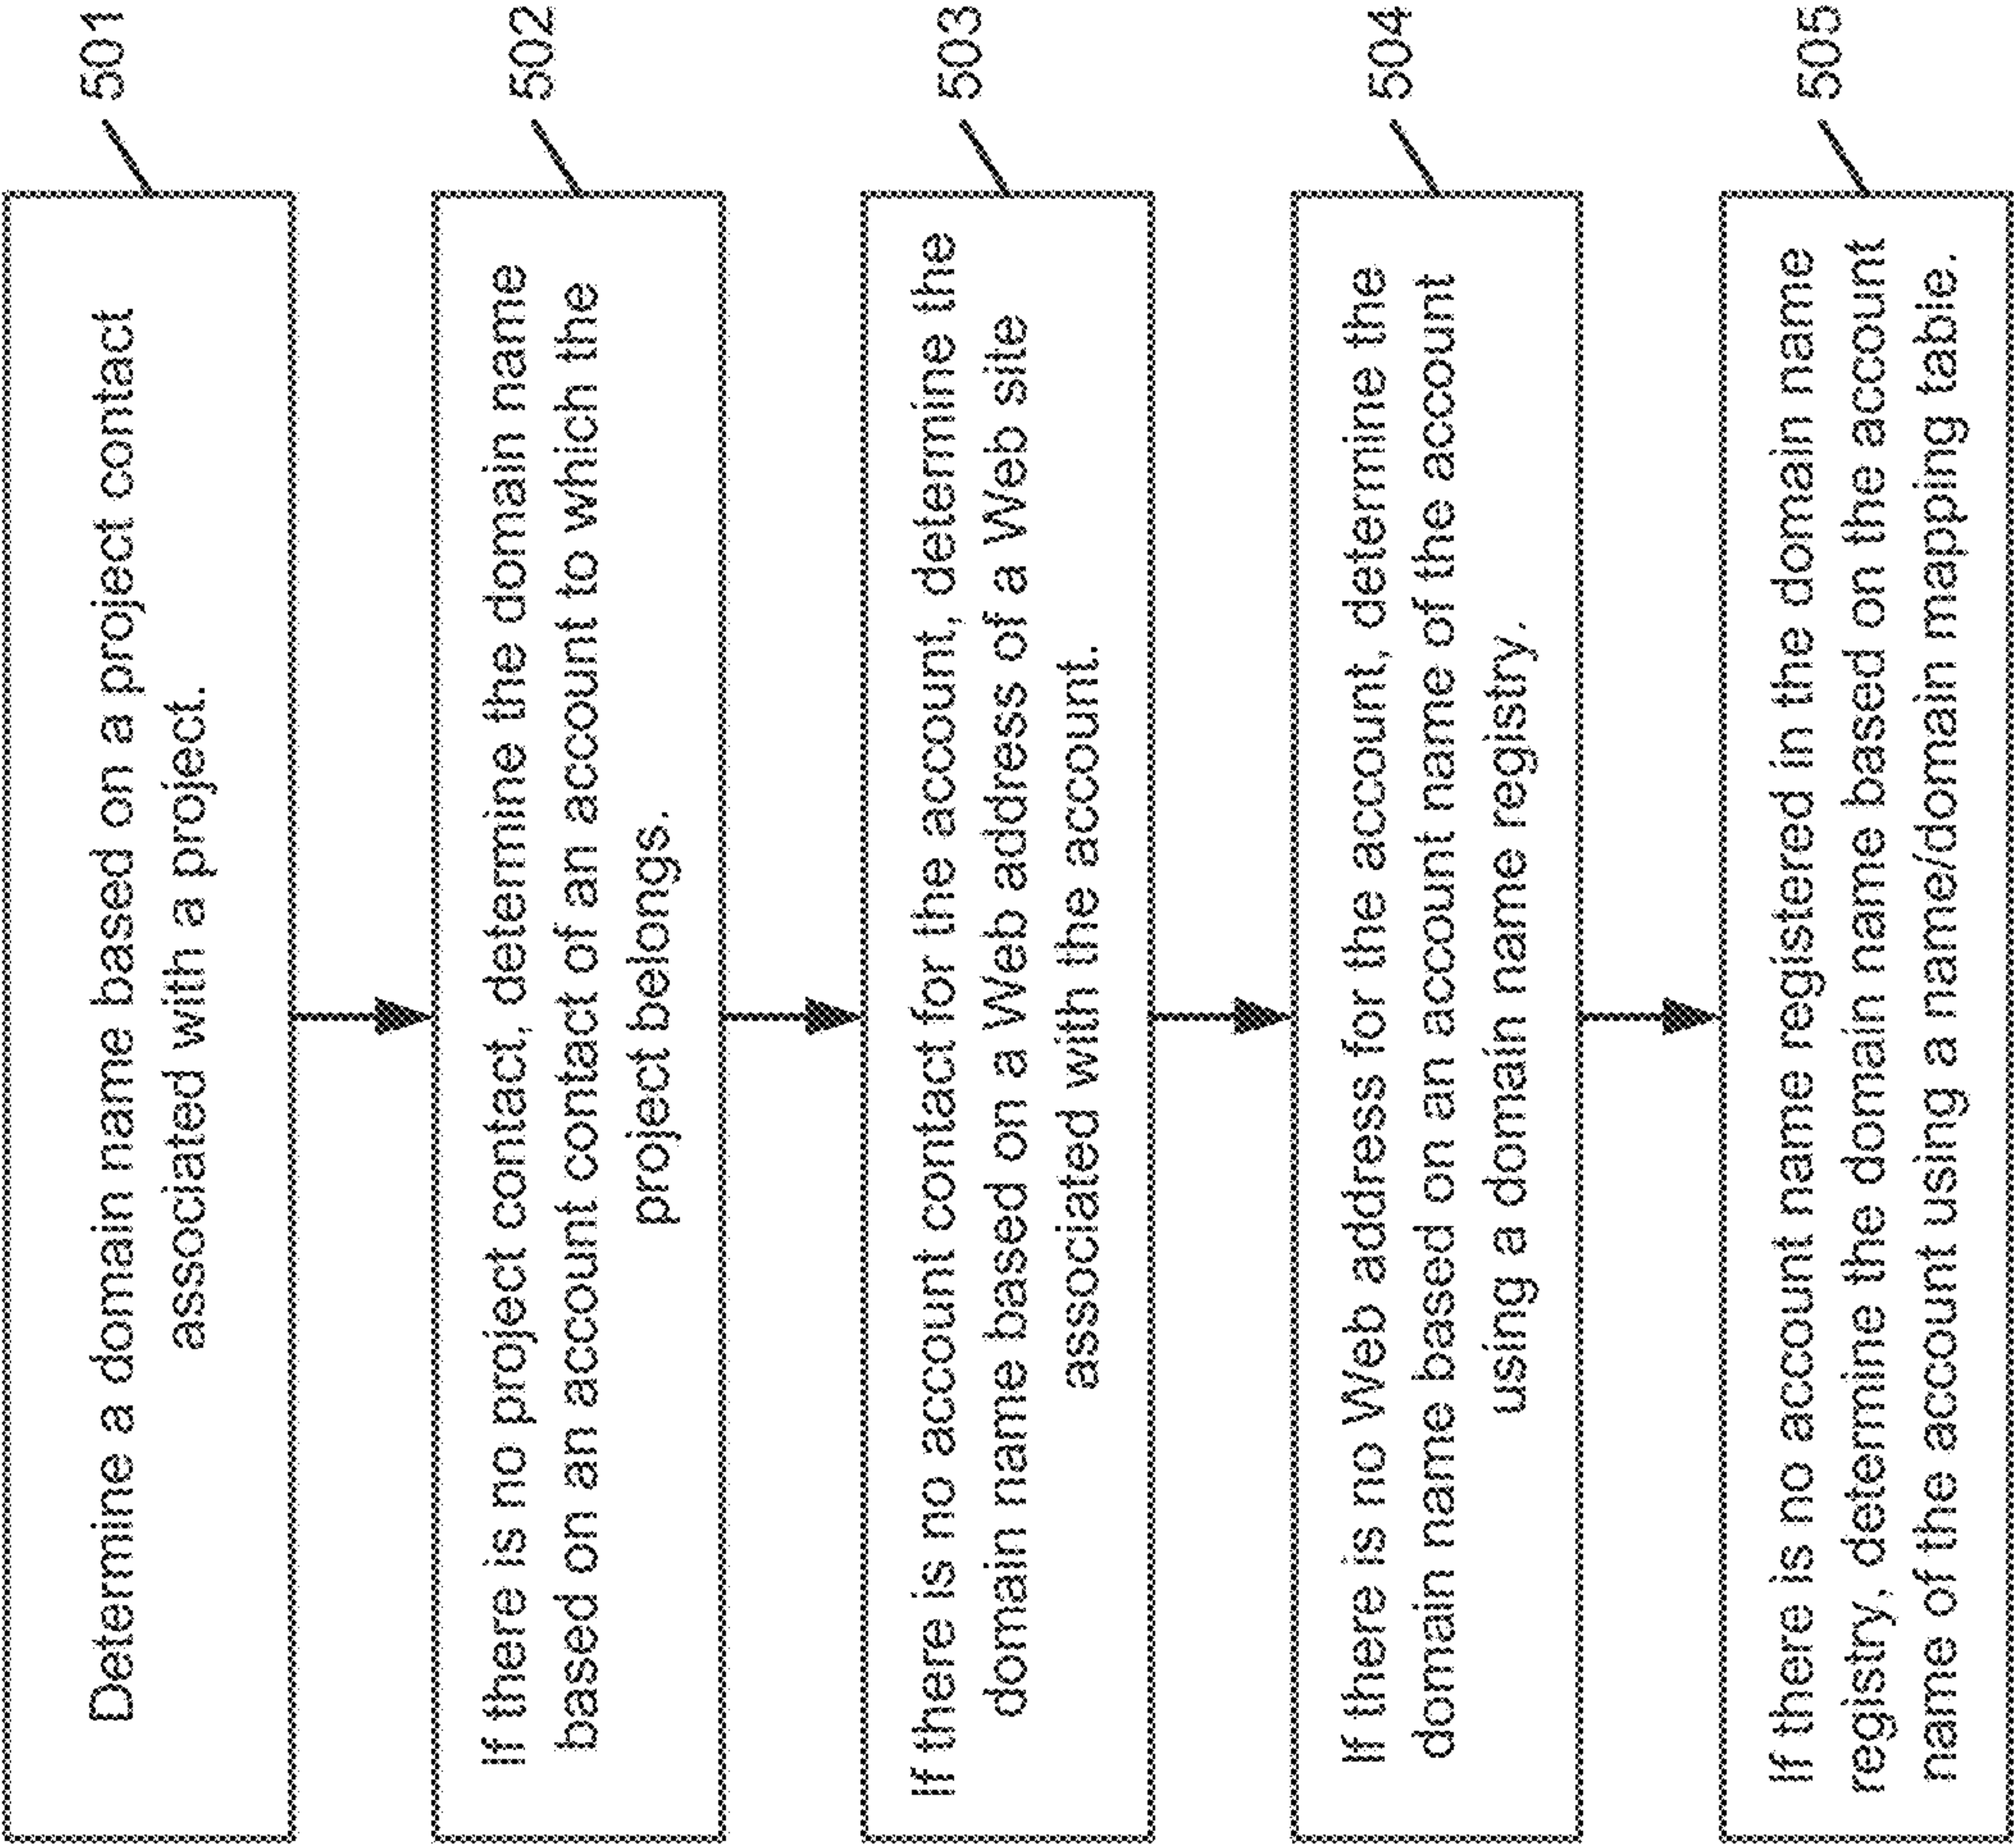 Determine a domain name based on a project contact
associated with a project.
501
If there is no project contact, determine the domain name
based on an account contact of an account to which the
project belongs.
502
If there is no account contact for the account, determine the
domain name based on a Web address of a Web site
associated with the account.
503
If there is no Web address for the account, determine the
domain name based on an account name of the account
using a domain name registry.
504
If there is no account name registered in the domain name
registry, determine the domain name based on the account
name of the account using a name/domain mapping table.
505